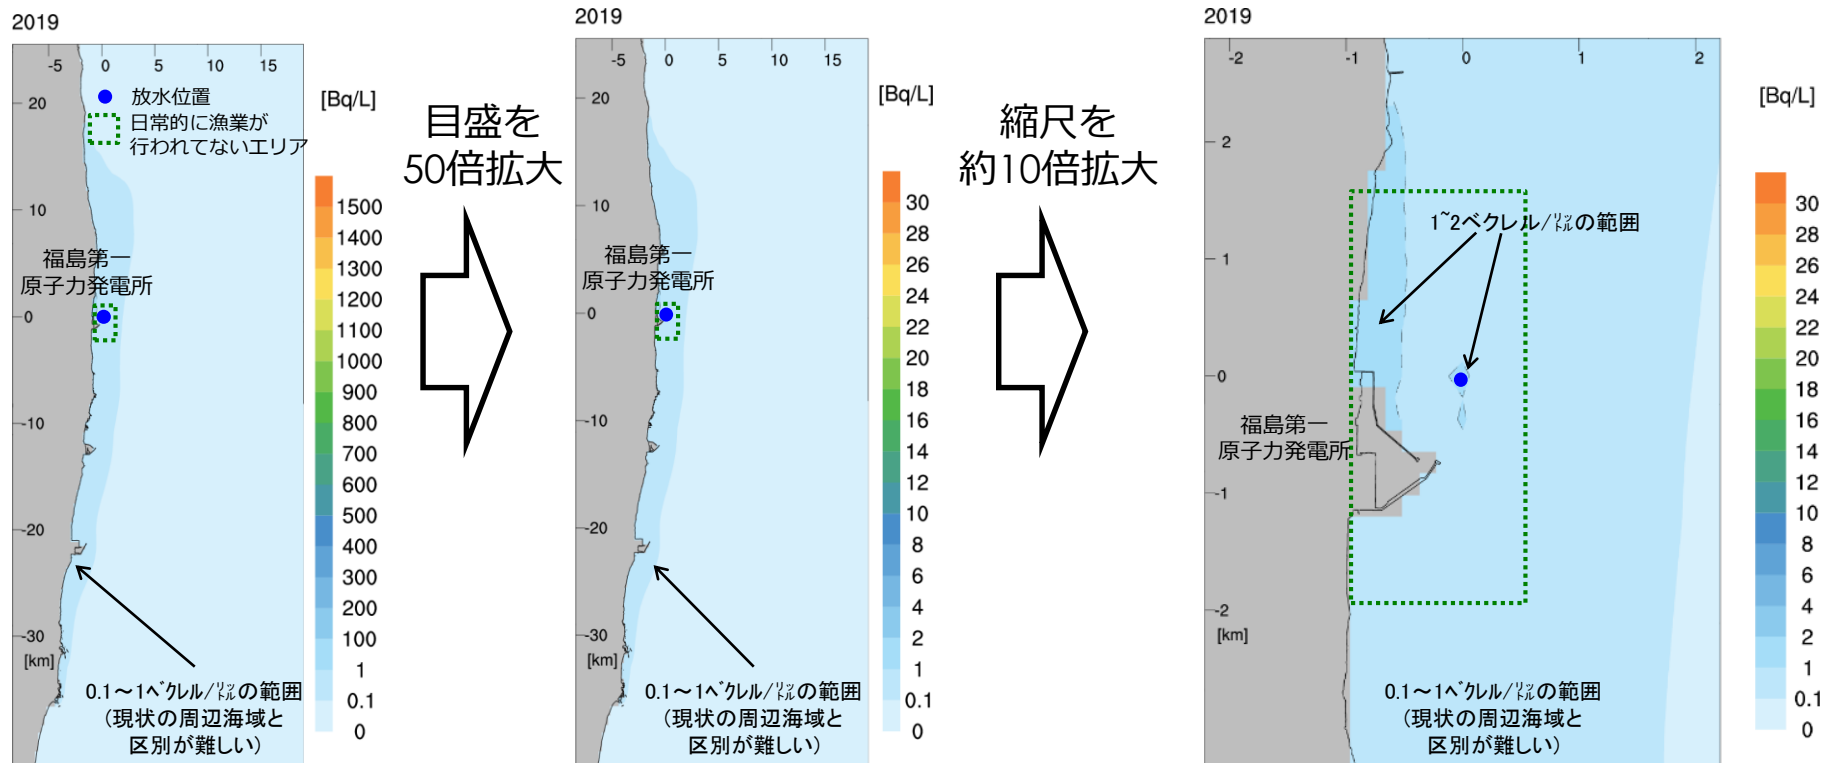 2019
-5 0 5 10 15
20
10
0
-10
-20
-30
[km]
放水位置
日常的に漁業が
行われてないエリア
福島第一
原子力発電所
0.1～1ﾍﾞｸﾚﾙ/㍑の範囲
（現状の周辺海域と
区別が難しい）
[Bq/L]
1500
1400
1300
1200
1100
1000
900
800
700
600
500
400
300
200
100
1
0.1
0
目盛を
50倍拡大
2019
-5 0 5 10 15
20
10
0
-10
-20
-30
[km]
福島第一
原子力発電所
0.1～1ﾍﾞｸﾚﾙ/㍑の範囲
（現状の周辺海域と
区別が難しい）
[Bq/L]
30
28
26
24
22
20
18
16
14
12
10
8
6
4
2
1
0.1
0
縮尺を
約10倍拡大
2019
-2 -1 0 1 2
2
1
0
-1
-2
[km]
1~2ベクレル/㍑の範囲
福島第一
原子力発電所
0.1～1ﾍﾞｸﾚﾙ/㍑の範囲
（現状の周辺海域と
区別が難しい）
[Bq/L]
30
28
26
24
22
20
18
16
14
12
10
8
6
4
2
1
0.1
0